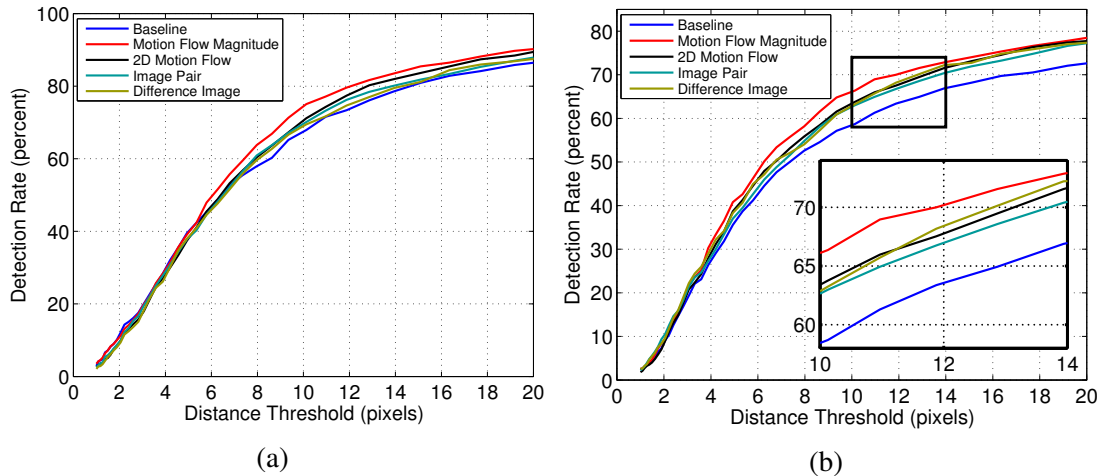 100
80
60
40
20
0
0 2 4 6 8 10 12 14 16 18 20
Detection Rate (percent)
Distance Threshold (pixels)
Baseline
Motion Flow Magnitude
2D Motion Flow
Image Pair
Difference Image
(a)
80
70
60
50
40
30
20
10
0
0 1 2 4 6 8 10 12 14 16 18 20
Detection Rate (percent)
Distance Threshold (pixels)
Baseline
Motion Flow Magnitude
2D Motion Flow
Image Pair
Difference Image
70
65
60
10 12 14
(b)